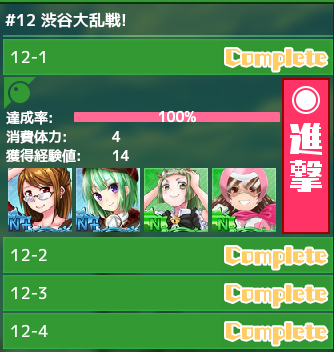 #12 渋谷大乱戦!
12-1 Complete
達成率: 100%
消費体力: 4
獲得経験値: 14
進撃
N+ N+ N N
12-2 Complete
12-3 Complete
12-4 Complete